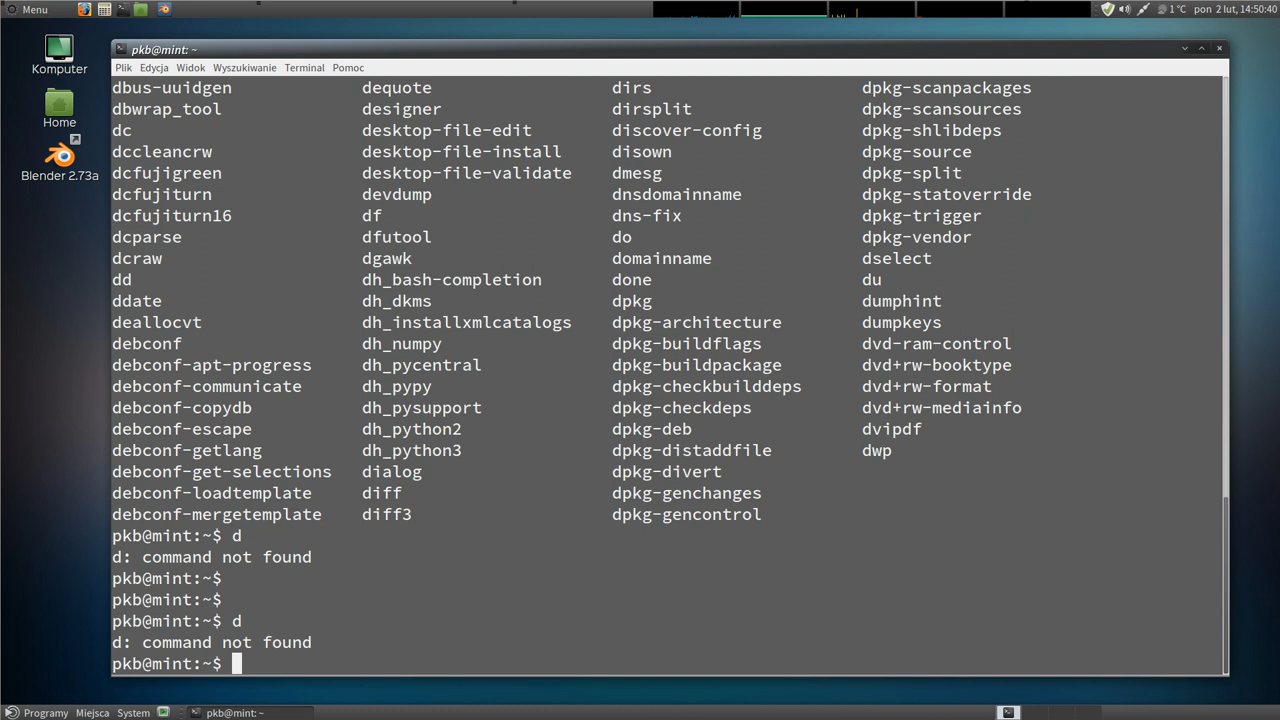 Menu
1 °C pon 2 lut, 14:50:40
Komputer
Home
Blender 2.73a
pkb@mint: ~
Plik Edycja Widok Wyszukiwanie Terminal Pomoc
dbus-uuidgen dequote dirs dpkg-scanpackages
dbwrap_tool designer dirsplit dpkg-scansources
dc desktop-file-edit discover-config dpkg-shlibdeps
dccleancrw desktop-file-install disown dpkg-source
dcfujigreen desktop-file-validate dmesg dpkg-split
dcfujiturn devdump dnsdomainname dpkg-statoverride
dcfujiturn16 df dns-fix dpkg-trigger
dcparse dfutool do dpkg-vendor
dcraw dgawk domainname dselect
dd dh_bash-completion done du
ddate dh_dkms dpkg dumphint
deallocvt dh_installxmlcatalogs dpkg-architecture dumpkeys
debconf dh_numpy dpkg-buildflags dvd-ram-control
debconf-apt-progress dh_pycentral dpkg-buildpackage dvd+rw-booktype
debconf-communicate dh_pypy dpkg-checkbuilddeps dvd+rw-format
debconf-copydb dh_pysupport dpkg-checkdeps dvd+rw-mediainfo
debconf-escape dh_python2 dpkg-deb dvipdf
debconf-getlang dh_python3 dpkg-distaddfile dwp
debconf-get-selections dialog dpkg-divert
debconf-loadtemplate diff dpkg-genchanges
debconf-mergetemplate diff3 dpkg-gencontrol
pkb@mint:~$ d
d: command not found
pkb@mint:~$
pkb@mint:~$
pkb@mint:~$ d
d: command not found
pkb@mint:~$
Programy Miejsca System pkb@mint: ~